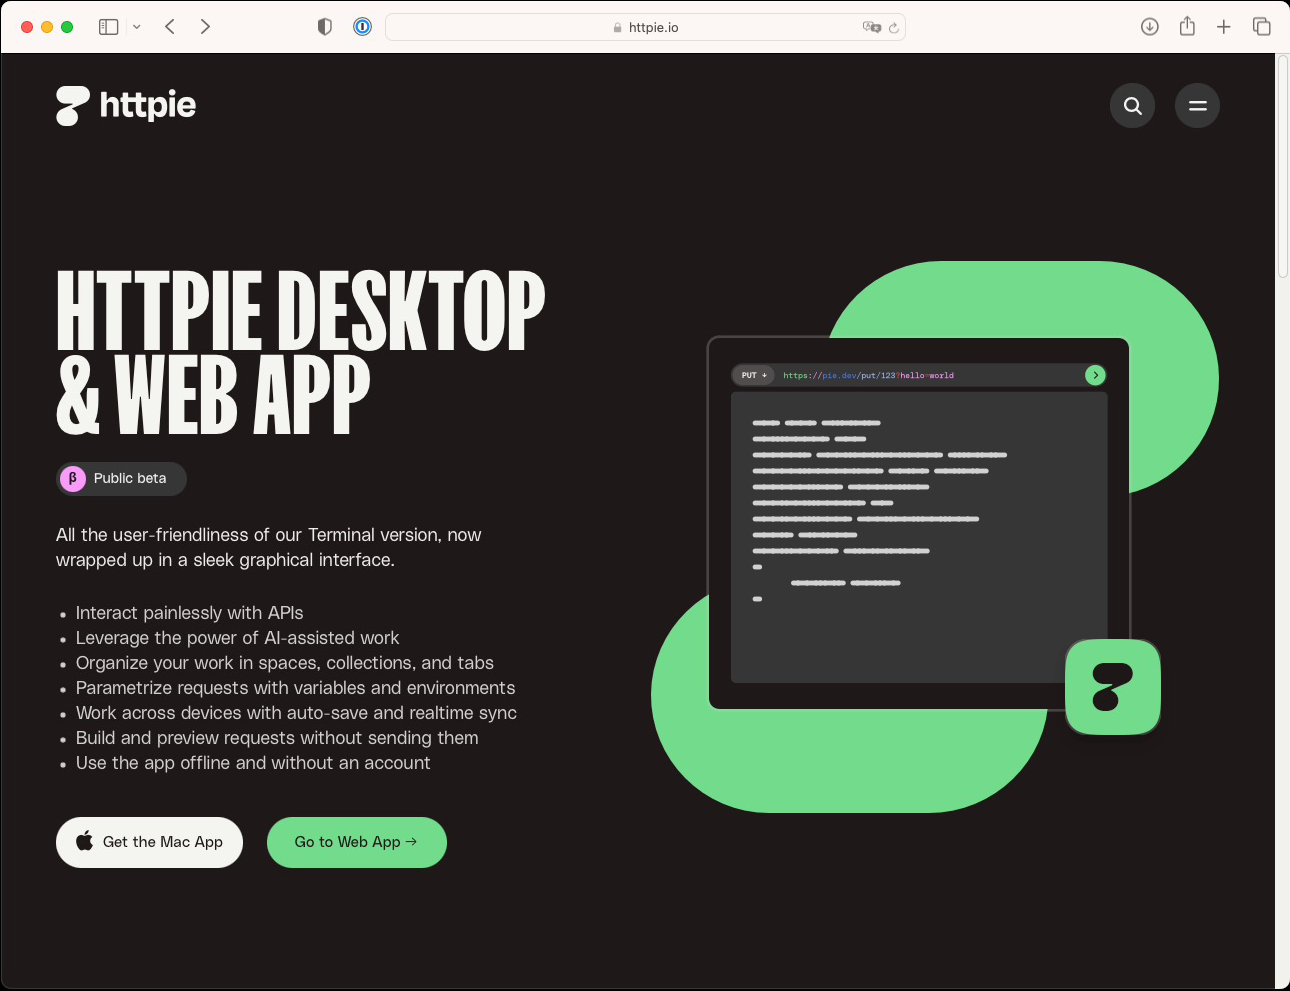 httpie.io
httpie
HTTPIE DESKTOP
& WEB APP
β Public beta
All the user-friendliness of our Terminal version, now
wrapped up in a sleek graphical interface.
• Interact painlessly with APIs
• Leverage the power of AI-assisted work
• Organize your work in spaces, collections, and tabs
• Parametrize requests with variables and environments
• Work across devices with auto-save and realtime sync
• Build and preview requests without sending them
• Use the app offline and without an account
Get the Mac App
Go to Web App →
PUT + https://pie.dev/put/123?hello=world